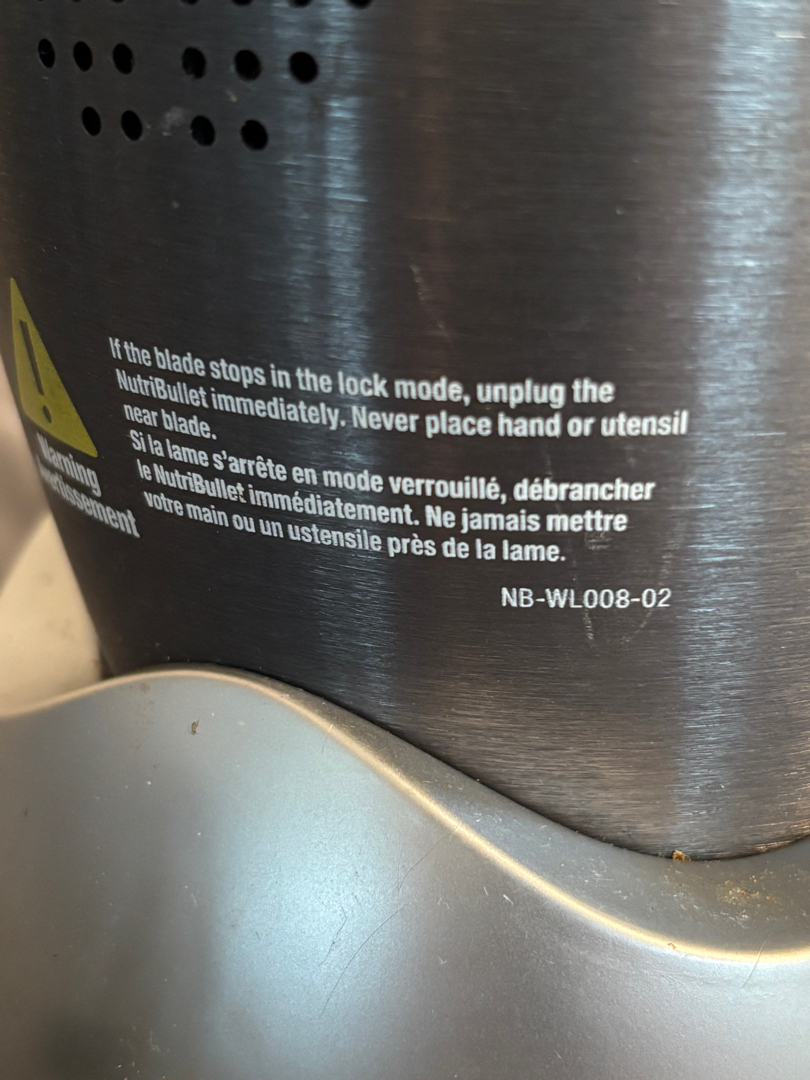 If the blade stops in the lock mode, unplug the
NutriBullet immediately. Never place hand or utensil
near blade.
Si la lame s'arrête en mode verrouillé, débrancher
le NutriBullet immédiatement. Ne jamais mettre
votre main ou un ustensile près de la lame.
Warning
Avertissement
NB-WL008-02